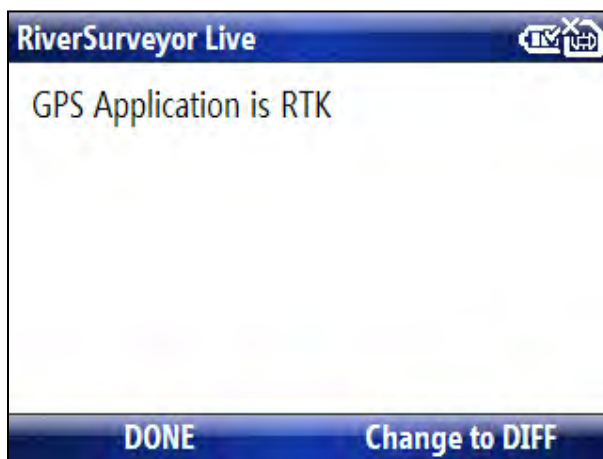 RiverSurveyor Live
GPS Application is RTK
DONE
Change to DIFF